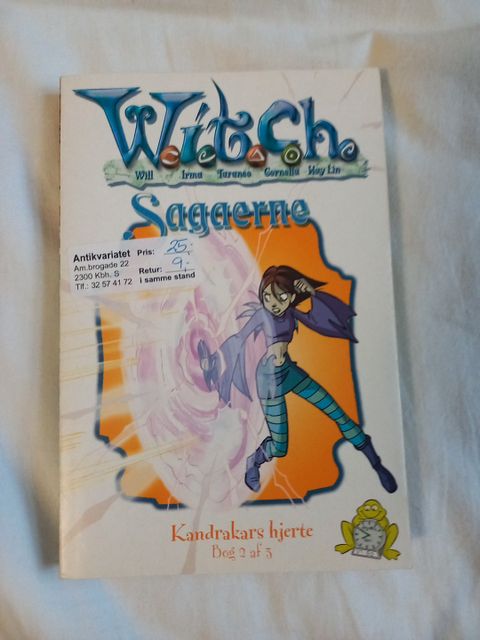 W.i.t.c.h.
Will Irma Taranee Cornelia Hay Lin
Sagaerne
Antikvariatet
Am.brogade 22
2300 Kbh. S
Tlf.: 32 57 41 72
Pris: 25,-
Retur: 9,-
i samme stand
Kandrakars hjerte
Bog 2 af 3